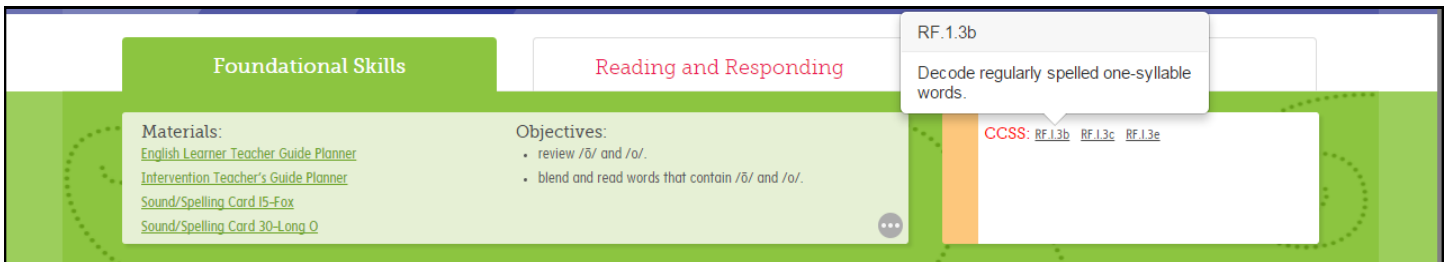 Foundational Skills
Reading and Responding
RF.1.3b
Decode regularly spelled one-syllable
words.
Materials:
English Learner Teacher Guide Planner
Intervention Teacher's Guide Planner
Sound/Spelling Card 15-Fox
Sound/Spelling Card 30-Long O
Objectives:
• review /ō/ and /o/.
• blend and read words that contain /ō/ and /o/.
CCSS: RF.1.3b RF.1.3c RF.1.3e